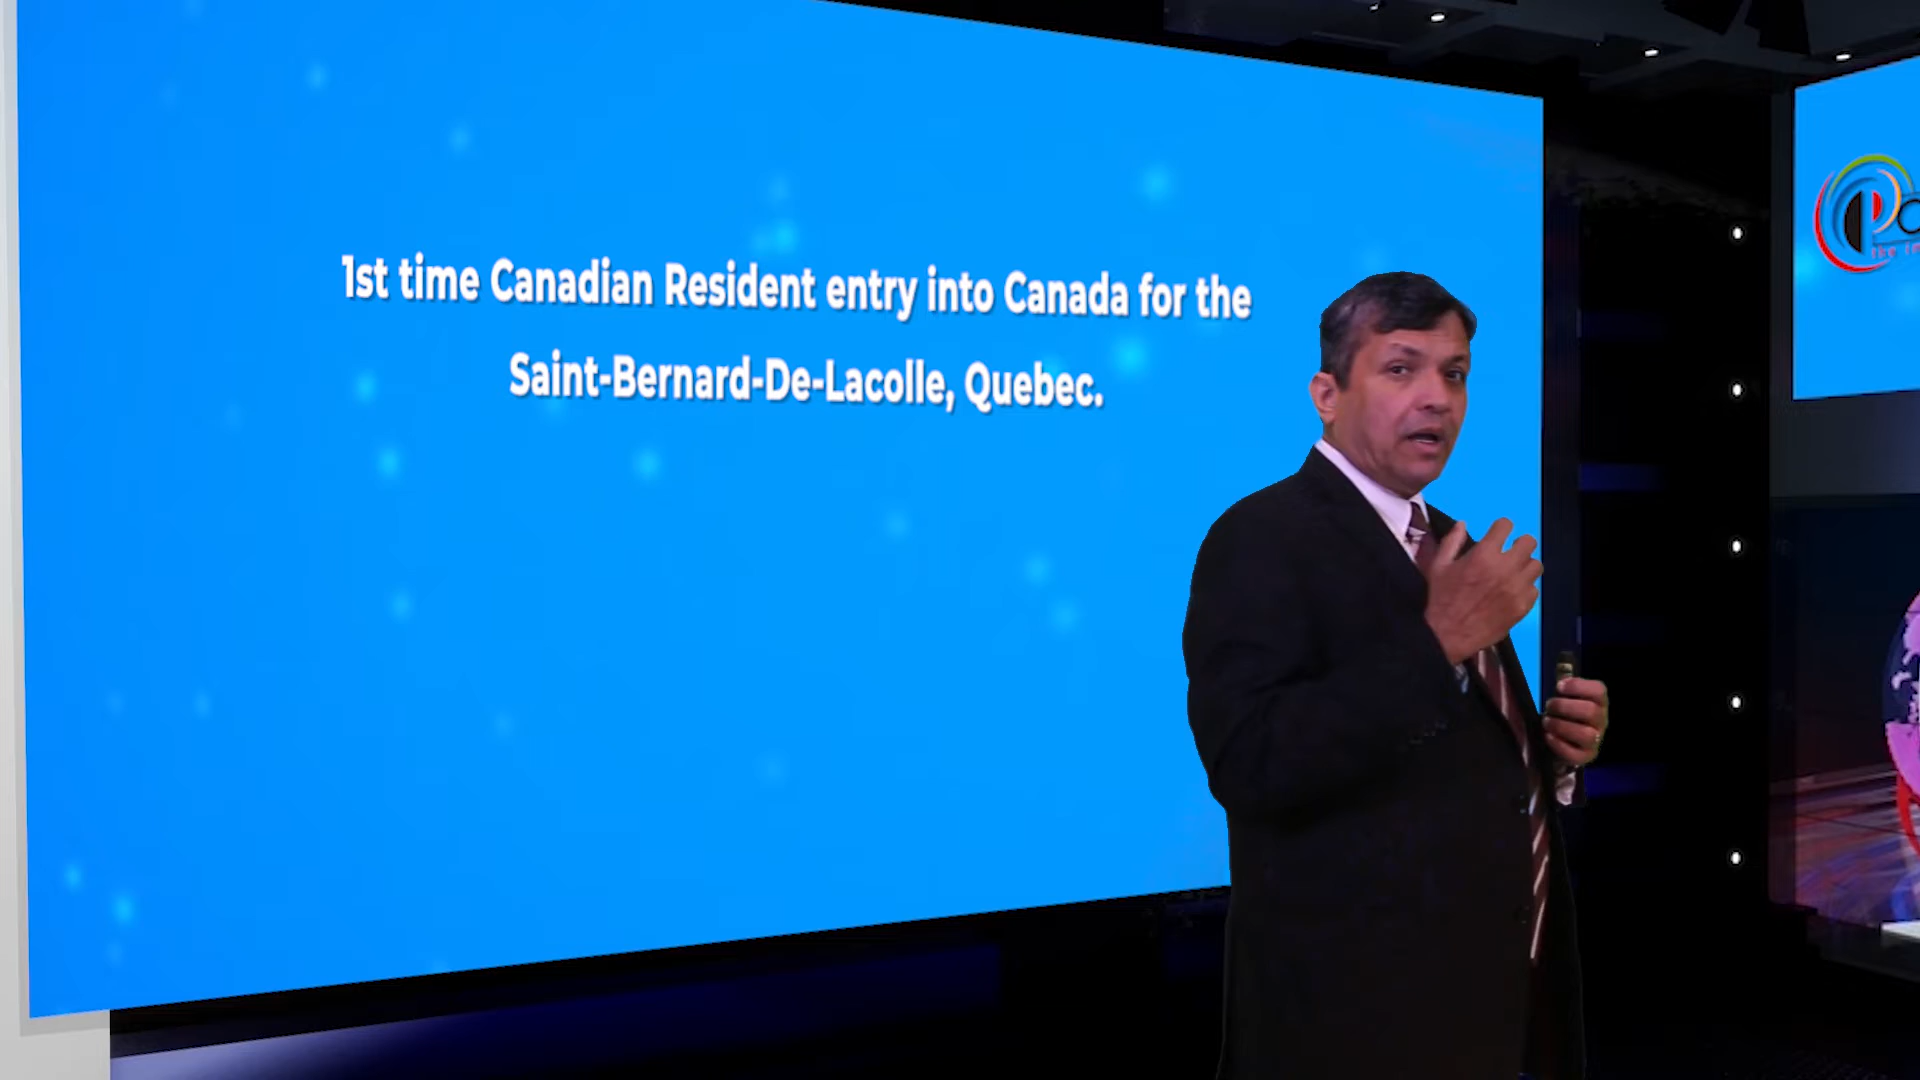 1st time Canadian Resident entry into Canada for the
Saint-Bernard-De-Lacolle, Quebec.